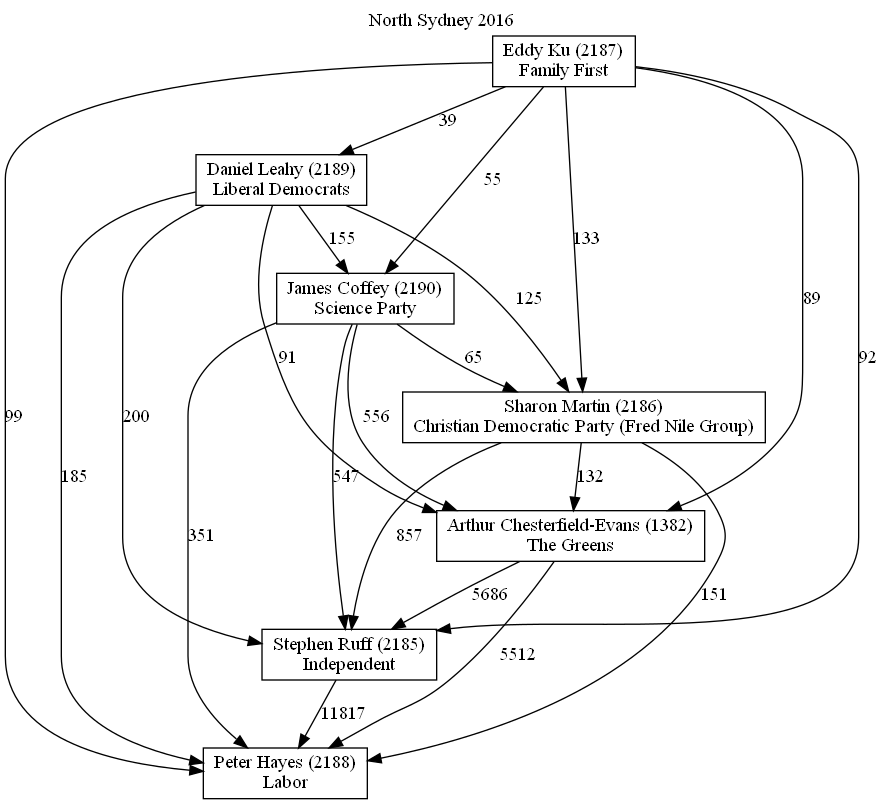 North Sydney 2016
Eddy Ku (2187)
Family First
39
Daniel Leahy (2189)
Liberal Democrats
55
155
133
James Coffey (2190)
Science Party
125
89
91
65
92
Sharon Martin (2186)
Christian Democratic Party (Fred Nile Group)
99
200
556
185
547
132
Arthur Chesterfield-Evans (1382)
The Greens
351
857
5686
151
Stephen Ruff (2185)
Independent
5512
11817
Peter Hayes (2188)
Labor